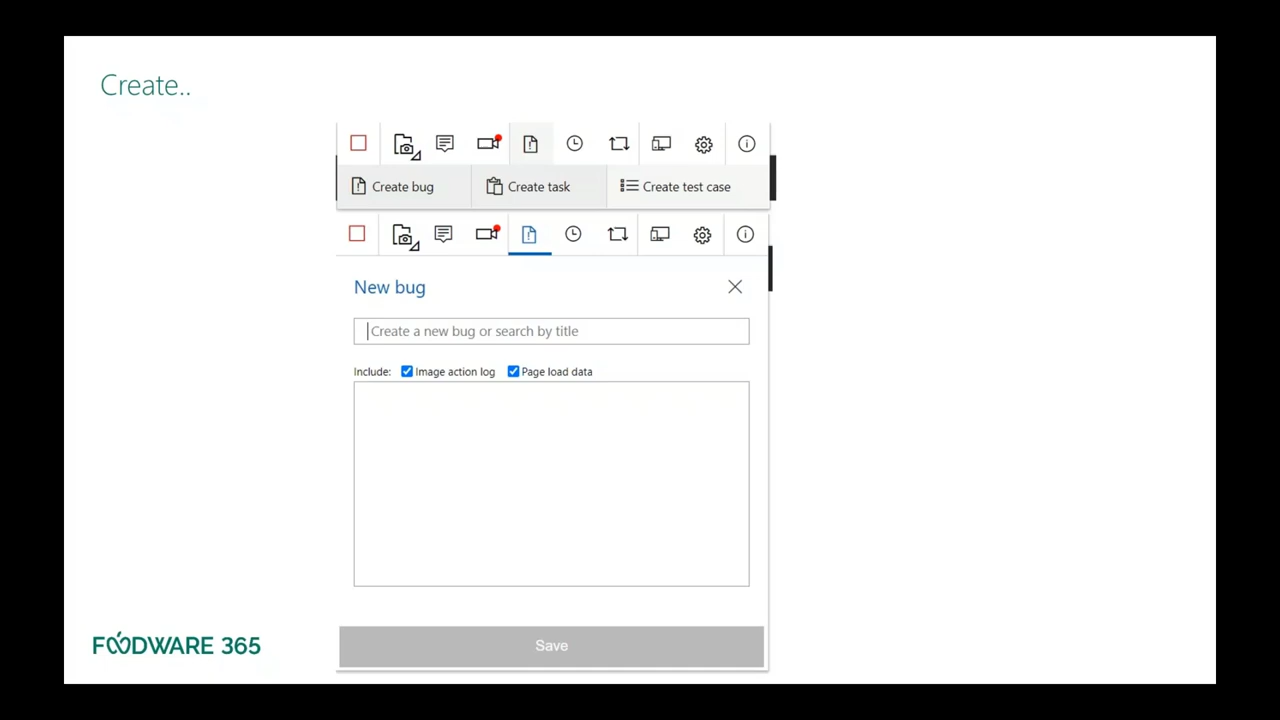 Create..
Create bug
Create task
Create test case
New bug
Create a new bug or search by title
Include: Image action log Page load data
Save
FOODWARE 365